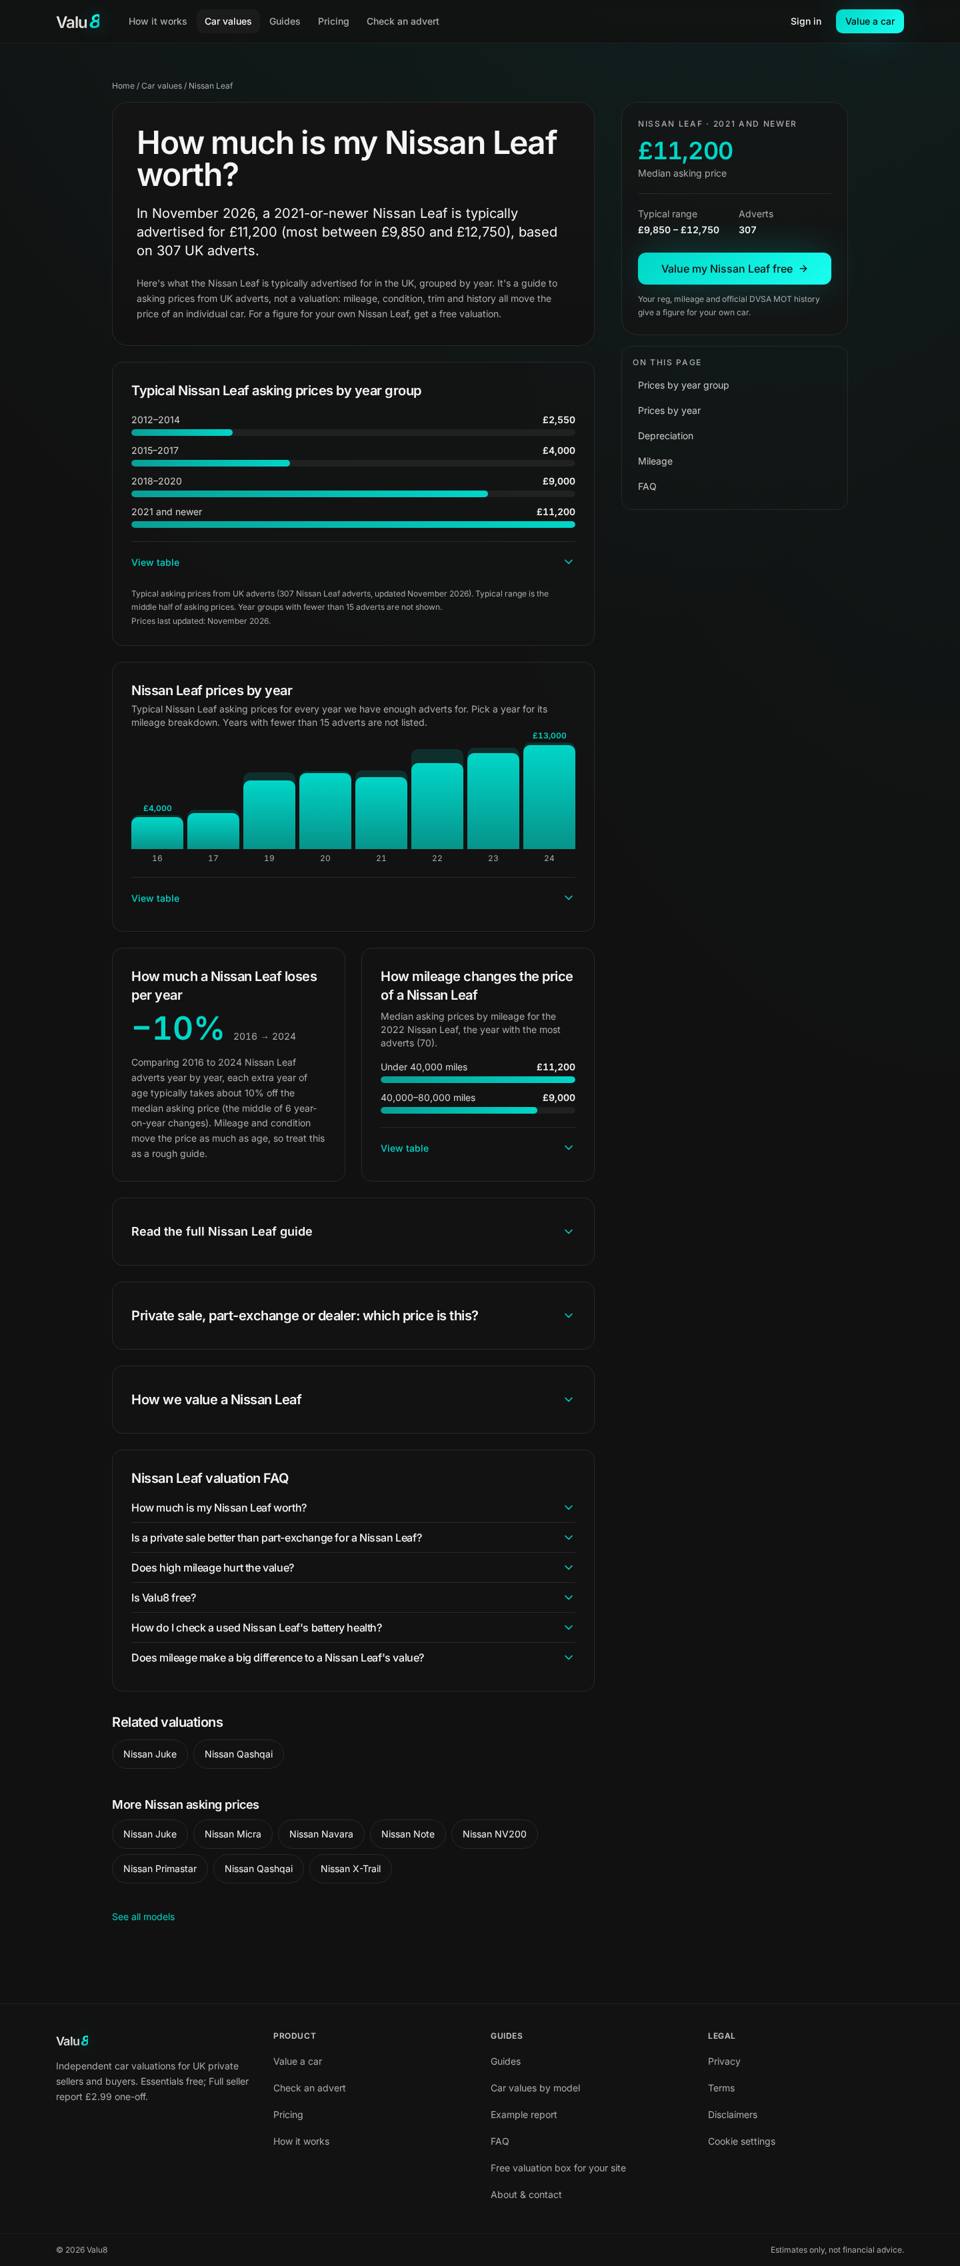 Valu8
How it works
Car values
Guides
Pricing
Check an advert
Sign in
Value a car
Home / Car values / Nissan Leaf
How much is my Nissan Leaf
worth?
In November 2026, a 2021-or-newer Nissan Leaf is typically
advertised for £11,200 (most between £9,850 and £12,750), based
on 307 UK adverts.
Here's what the Nissan Leaf is typically advertised for in the UK, grouped by year. It's a guide to
asking prices from UK adverts, not a valuation: mileage, condition, trim and history all move the
price of an individual car. For a figure for your own Nissan Leaf, get a free valuation.
NISSAN LEAF · 2021 AND NEWER
£11,200
Median asking price
Typical range
Adverts
£9,850 – £12,750
307
Value my Nissan Leaf free →
Your reg, mileage and official DVSA MOT history
give a figure for your own car.
ON THIS PAGE
Prices by year group
Prices by year
Depreciation
Mileage
FAQ
Typical Nissan Leaf asking prices by year group
2012–2014 £2,550
2015–2017 £4,000
2018–2020 £9,000
2021 and newer £11,200
View table
Typical asking prices from UK adverts (307 Nissan Leaf adverts, updated November 2026). Typical range is the
middle half of asking prices. Year groups with fewer than 15 adverts are not shown.
Prices last updated: November 2026.
Nissan Leaf prices by year
Typical Nissan Leaf asking prices for every year we have enough adverts for. Pick a year for its
mileage breakdown. Years with fewer than 15 adverts are not listed.
£13,000
£4,000
16 17 19 20 21 22 23 24
View table
How much a Nissan Leaf loses
per year
−10% 2016 → 2024
Comparing 2016 to 2024 Nissan Leaf
adverts year by year, each extra year of
age typically takes about 10% off the
median asking price (the middle of 6 year-
on-year changes). Mileage and condition
move the price as much as age, so treat this
as a rough guide.
How mileage changes the price
of a Nissan Leaf
Median asking prices by mileage for the
2022 Nissan Leaf, the year with the most
adverts (70).
Under 40,000 miles £11,200
40,000–80,000 miles £9,000
View table
Read the full Nissan Leaf guide
Private sale, part-exchange or dealer: which price is this?
How we value a Nissan Leaf
Nissan Leaf valuation FAQ
How much is my Nissan Leaf worth?
Is a private sale better than part-exchange for a Nissan Leaf?
Does high mileage hurt the value?
Is Valu8 free?
How do I check a used Nissan Leaf's battery health?
Does mileage make a big difference to a Nissan Leaf's value?
Related valuations
Nissan Juke
Nissan Qashqai
More Nissan asking prices
Nissan Juke
Nissan Micra
Nissan Navara
Nissan Note
Nissan NV200
Nissan Primastar
Nissan Qashqai
Nissan X-Trail
See all models
Valu8
Independent car valuations for UK private
sellers and buyers. Essentials free; Full seller
report £2.99 one-off.
PRODUCT
Value a car
Check an advert
Pricing
How it works
GUIDES
Guides
Car values by model
Example report
FAQ
Free valuation box for your site
About & contact
LEGAL
Privacy
Terms
Disclaimers
Cookie settings
© 2026 Valu8
Estimates only, not financial advice.